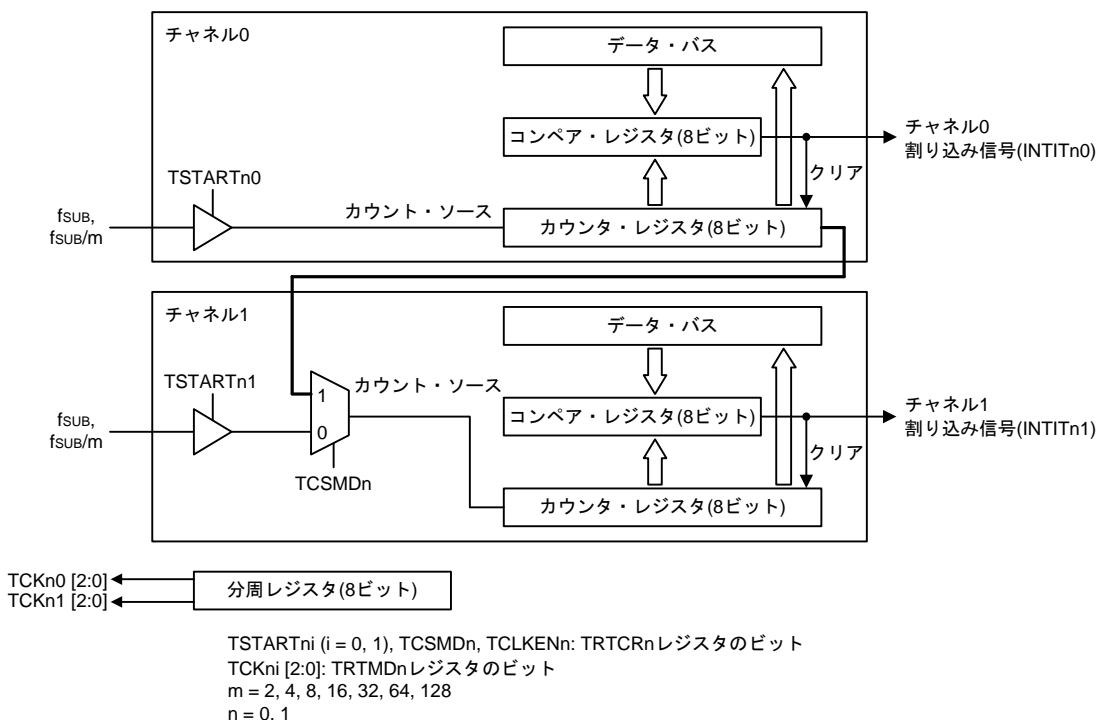 チャネル0
データ・バス
コンペア・レジスタ(8ビット)
チャネル0
割り込み信号(INTITn0)
クリア
TSTARTn0
fSUB,
fSUB/m
カウント・ソース
カウンタ・レジスタ(8ビット)
チャネル1
データ・バス
TSTARTn1
1
カウント・ソース
コンペア・レジスタ(8ビット)
チャネル1
割り込み信号(INTITn1)
fSUB,
fSUB/m
0
クリア
TCSMDn
カウンタ・レジスタ(8ビット)
TCKn0 [2:0]
TCKn1 [2:0]
分周レジスタ(8ビット)
TSTARTni (i = 0, 1), TCSMDn, TCLKENn: TRTCRnレジスタのビット
TCKni [2:0]: TRTMDnレジスタのビット
m = 2, 4, 8, 16, 32, 64, 128
n = 0, 1